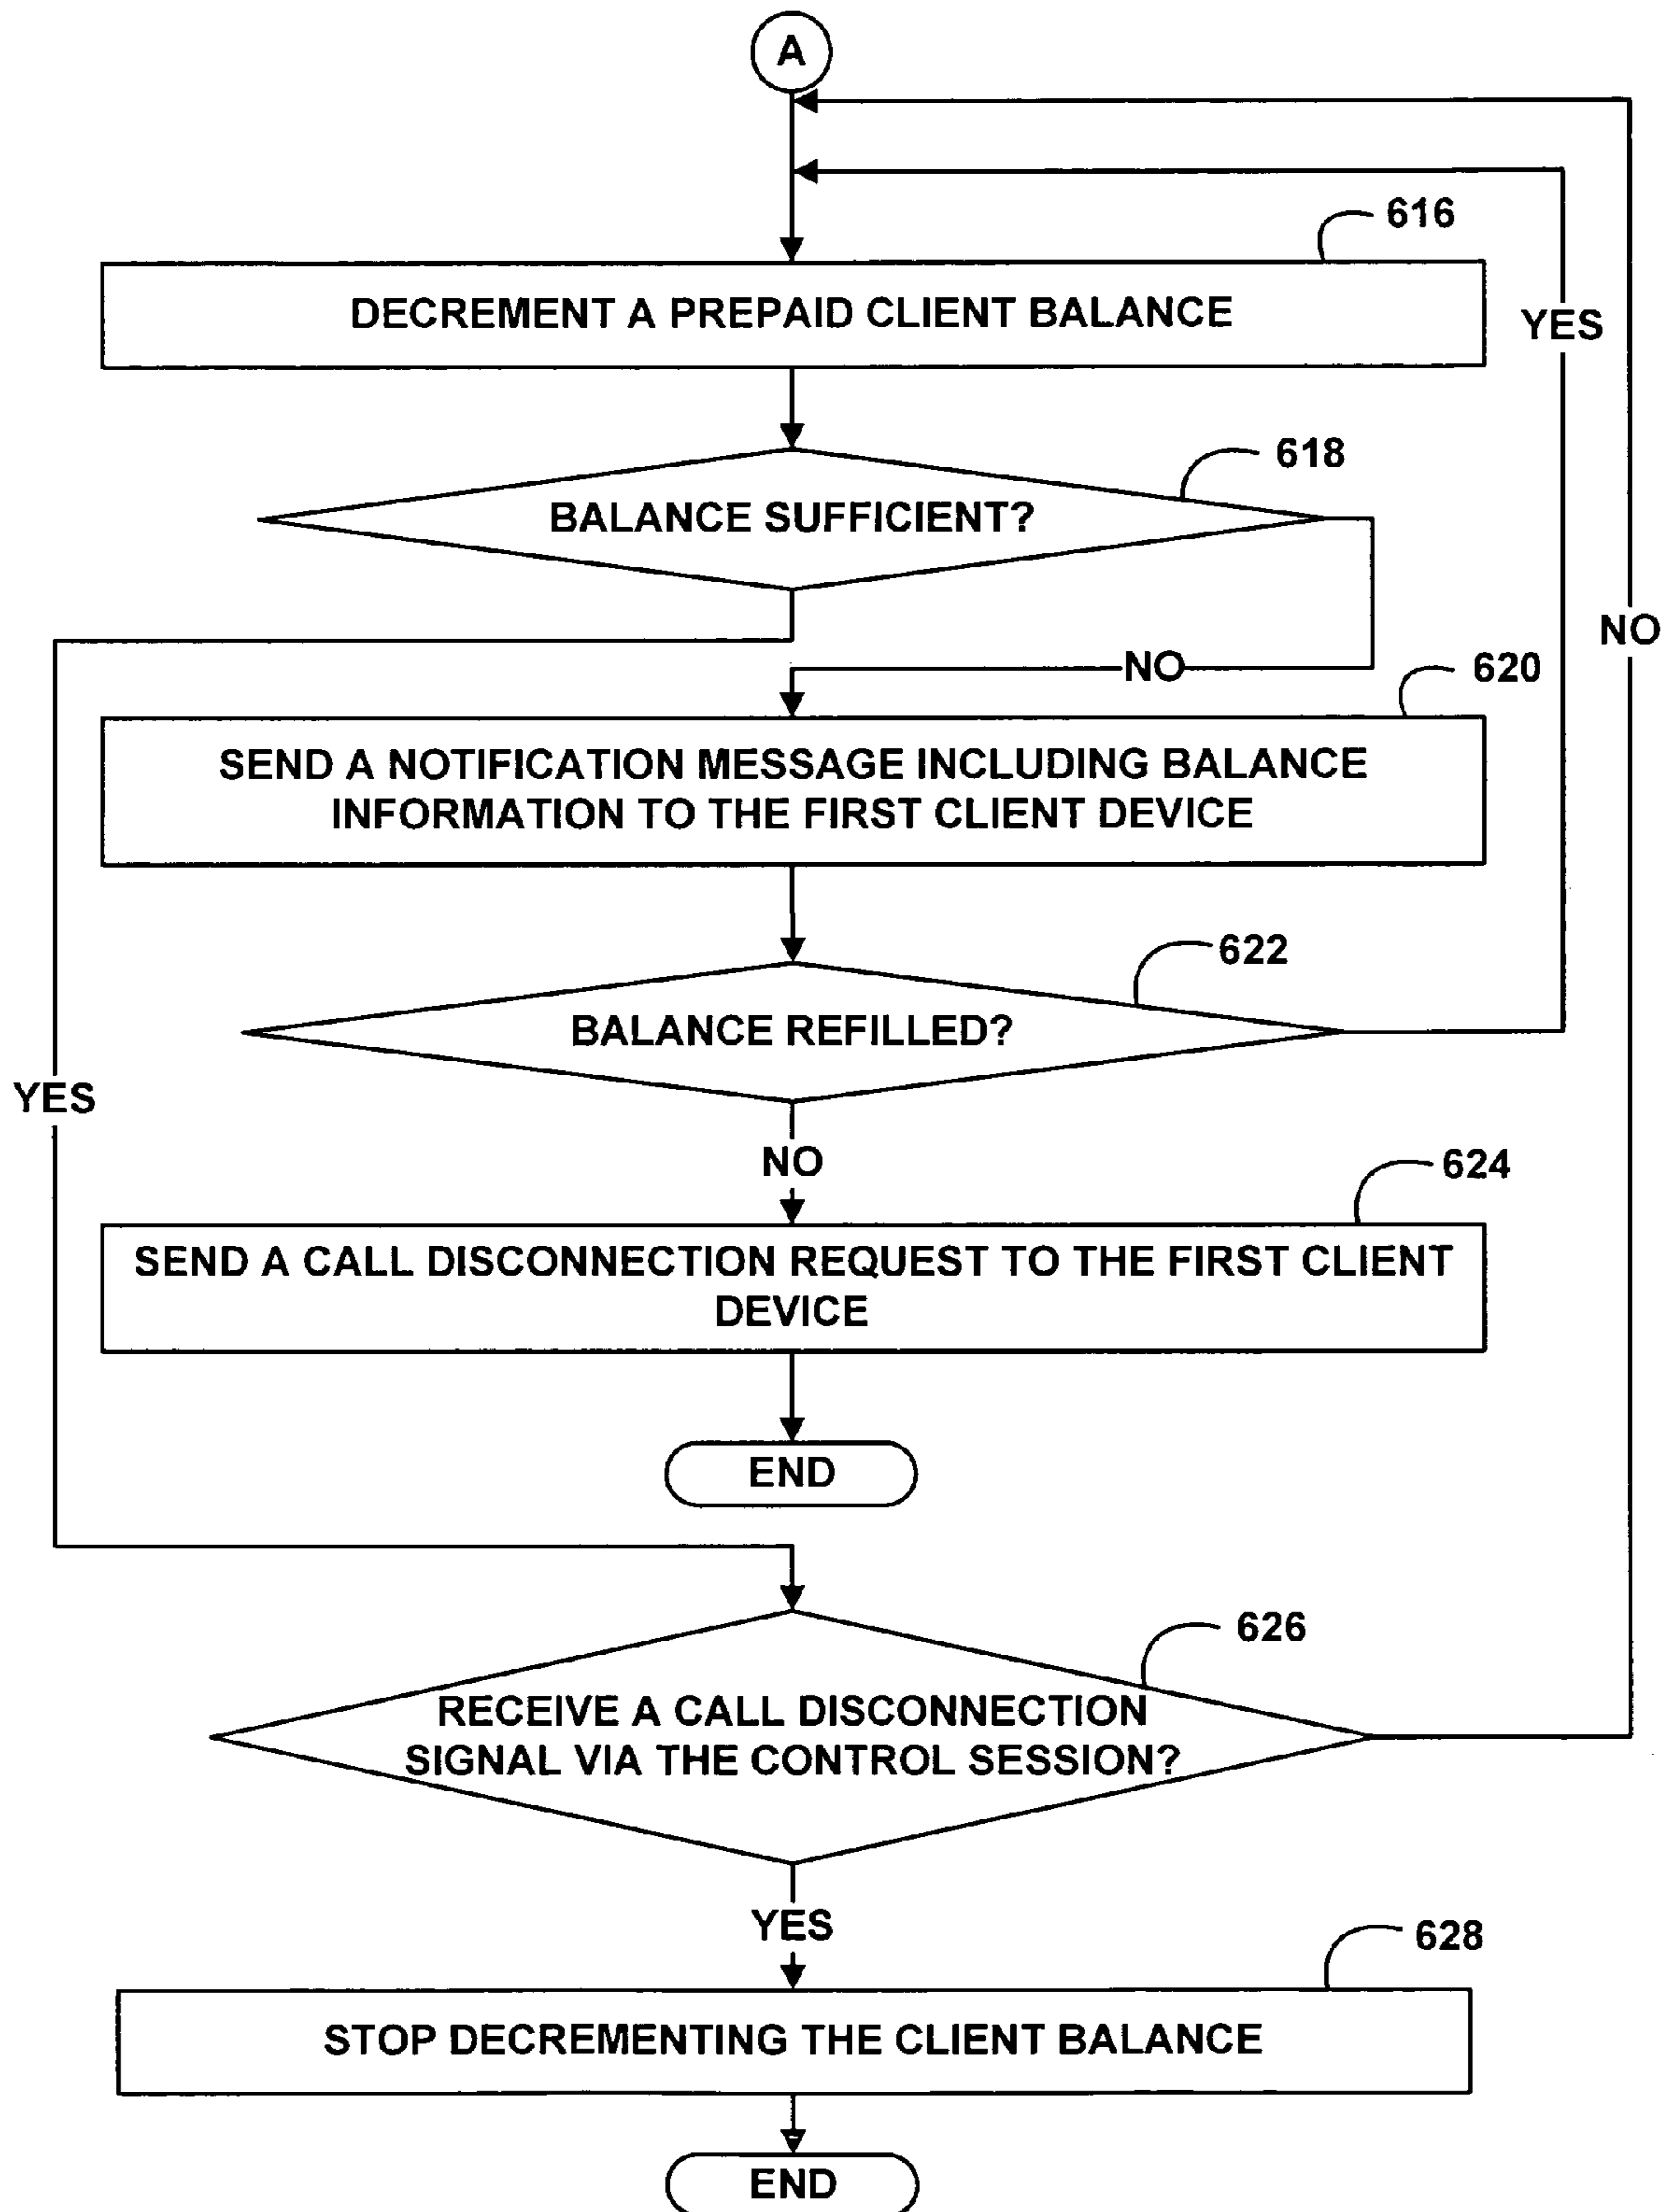 A
616
DECREMENT A PREPAID CLIENT BALANCE
YES
618
BALANCE SUFFICIENT?
NO
NO
620
SEND A NOTIFICATION MESSAGE INCLUDING BALANCE
INFORMATION TO THE FIRST CLIENT DEVICE
622
BALANCE REFILLED?
YES
NO
624
SEND A CALL DISCONNECTION REQUEST TO THE FIRST CLIENT
DEVICE
END
626
RECEIVE A CALL DISCONNECTION
SIGNAL VIA THE CONTROL SESSION?
YES
628
STOP DECREMENTING THE CLIENT BALANCE
END